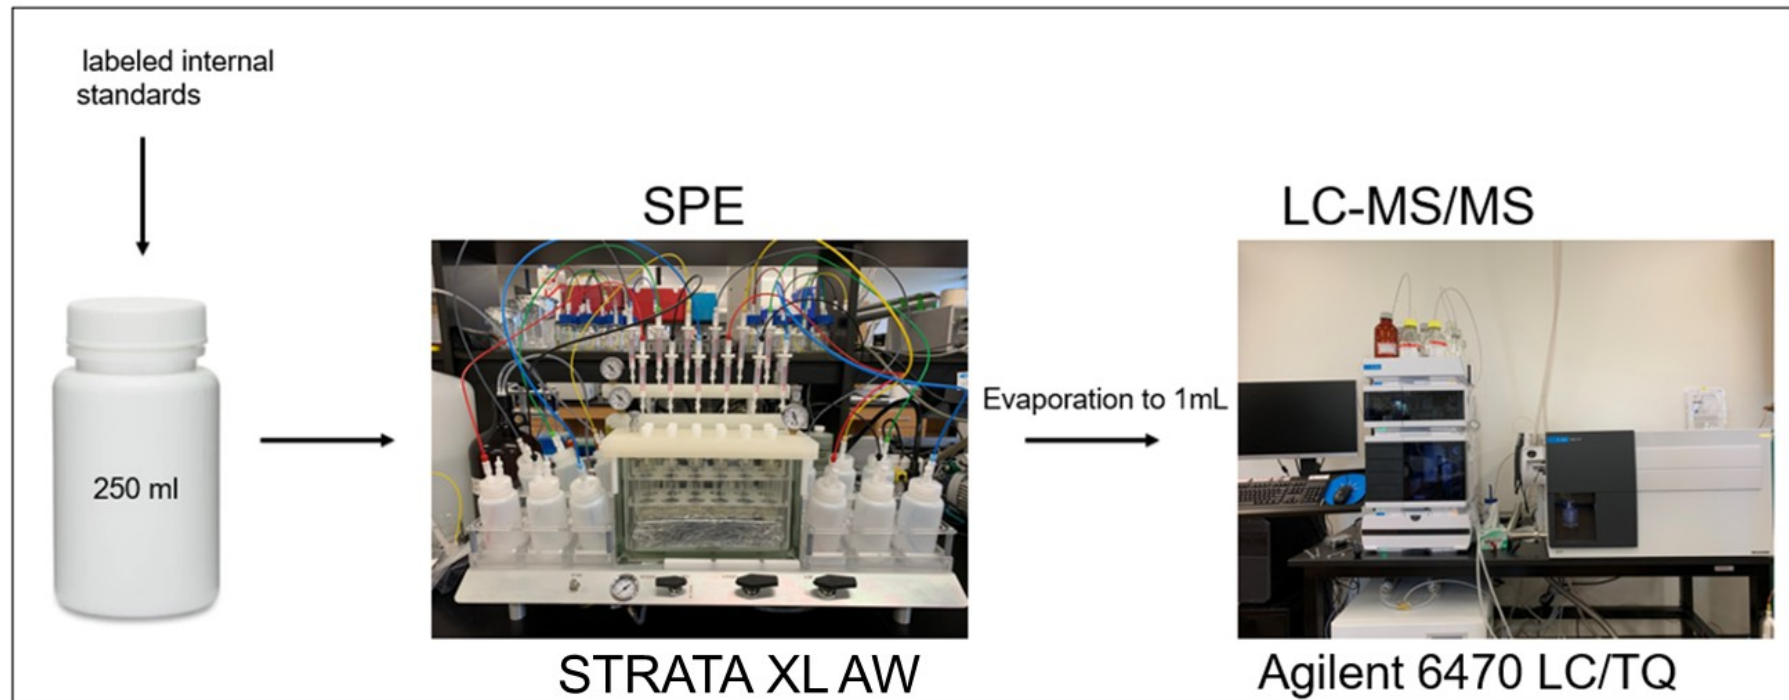 labeled internal
standards
250 ml
SPE
STRATA XL AW
Evaporation to 1mL
LC-MS/MS
Agilent 6470 LC/TQ